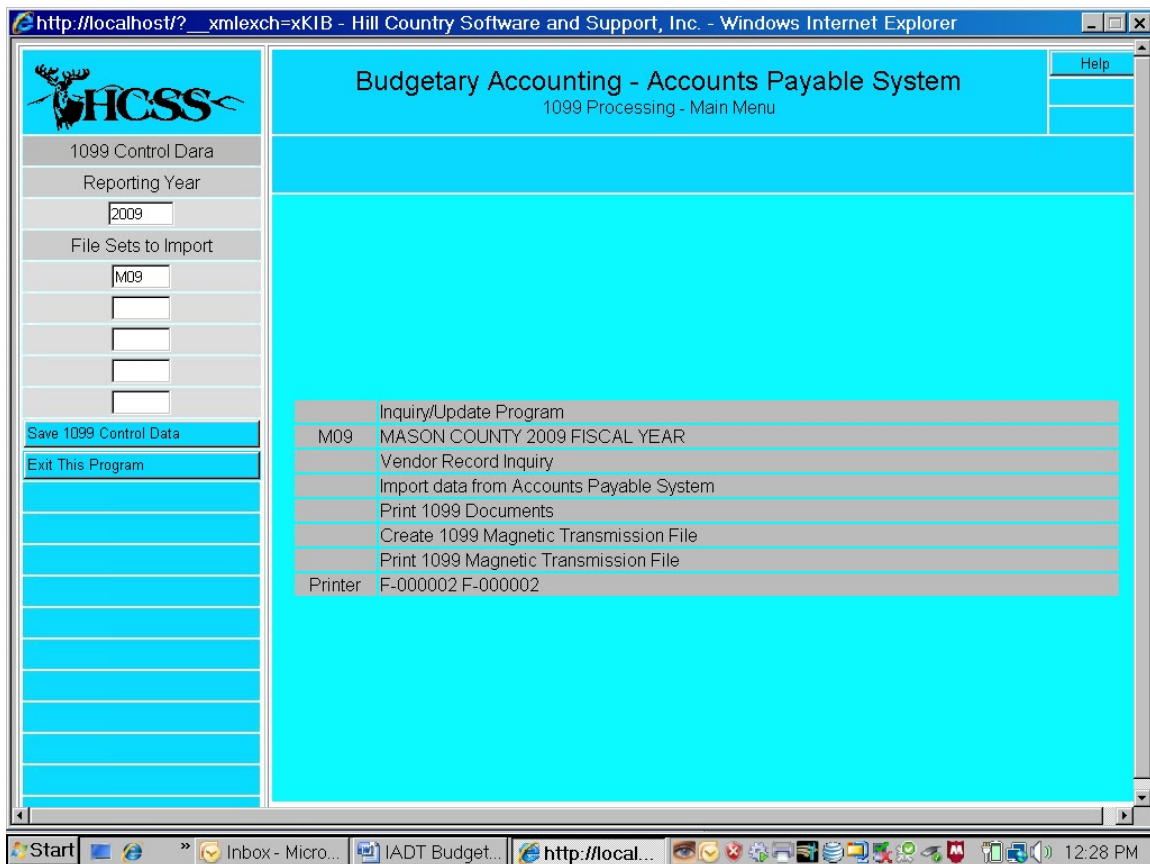 http://localhost/?__xmlexch=xKIB - Hill Country Software and Support, Inc. - Windows Internet Explorer
HCSS
Budgetary Accounting - Accounts Payable System
1099 Processing - Main Menu
Help
1099 Control Dara
Reporting Year
2009
File Sets to Import
M09
Save 1099 Control Data
Exit This Program
Inquiry/Update Program
M09 MASON COUNTY 2009 FISCAL YEAR
Vendor Record Inquiry
Import data from Accounts Payable System
Print 1099 Documents
Create 1099 Magnetic Transmission File
Print 1099 Magnetic Transmission File
Printer F-000002 F-000002
Start » Inbox - Micro... IADT Budget... http://local... 12:28 PM